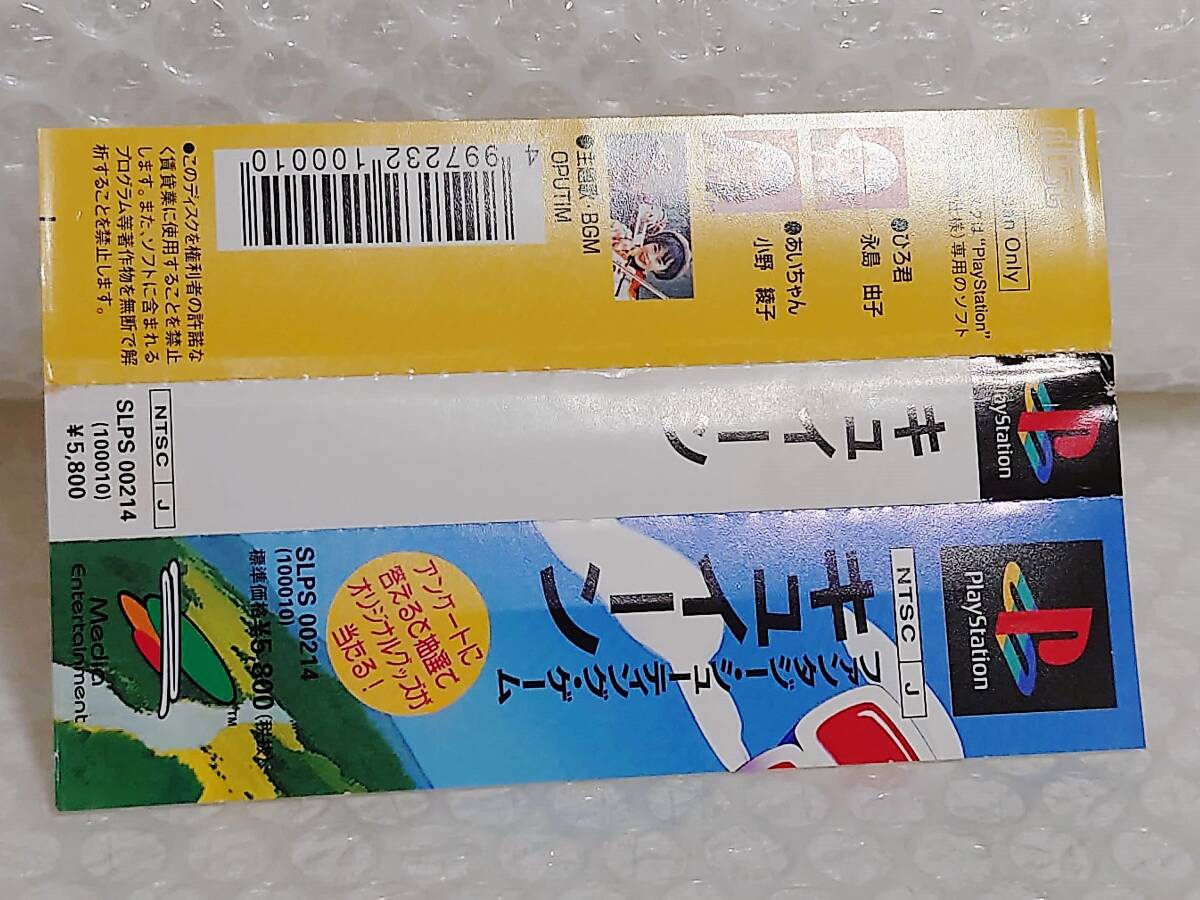 PlayStation
NTSC J
キュイーン
ファンタジー・シューティング・ゲーム
アンケートに
答えると抽選で
オリジナルグッズが
当たる!
SLPS 00214
(100010)
標準価格¥5,800
Media
Entertainment
TM
PlayStation
キュイーン
NTSC J
SLPS 00214
(100010)
¥5,800
Only
“PlayStation”
専用のソフト
ひろ君
永島 由子
●あいちゃん
小野 綾子
●主題歌・BGM
OPUTIM
4 997232 100010
●このディスクを権利者の許諾な
く賃貸業に使用することを禁止
します。また、ソフトに含まれる
プログラム等著作物を無断で解
析することを禁止します。